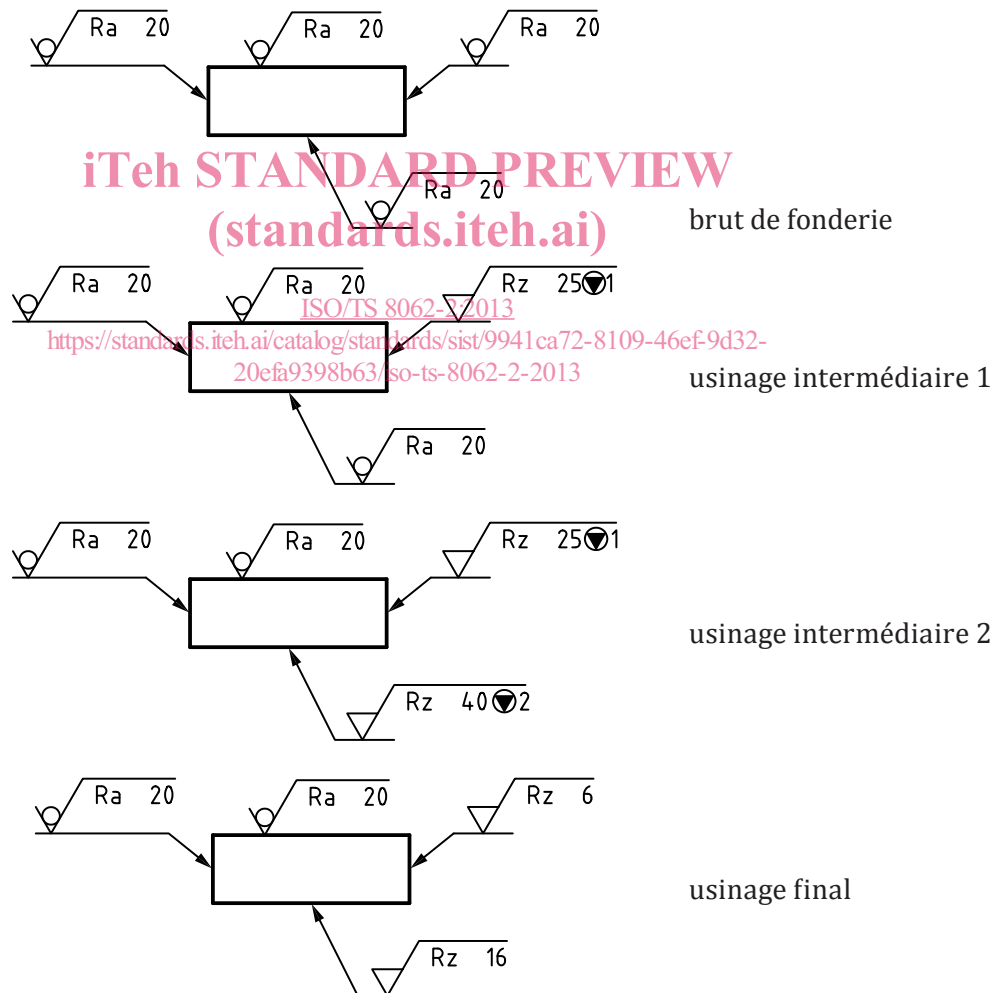 Ra 20 Ra 20 Ra 20
iTeh STANDARD PREVIEW
Ra 20
(standards.iteh.ai)
brut de fonderie
Ra 20 Ra 20 Rz 25▼1
ISO/TS 8062-2:2013
https://standards.iteh.ai/catalog/standards/sist/9941ca72-8109-46ef-9d32-
20efa9398b63/iso-ts-8062-2-2013
usinage intermédiaire 1
Ra 20
Ra 20 Ra 20 Rz 25▼1
usinage intermédiaire 2
Rz 40▼2
Ra 20 Ra 20 Rz 6
usinage final
Rz 16